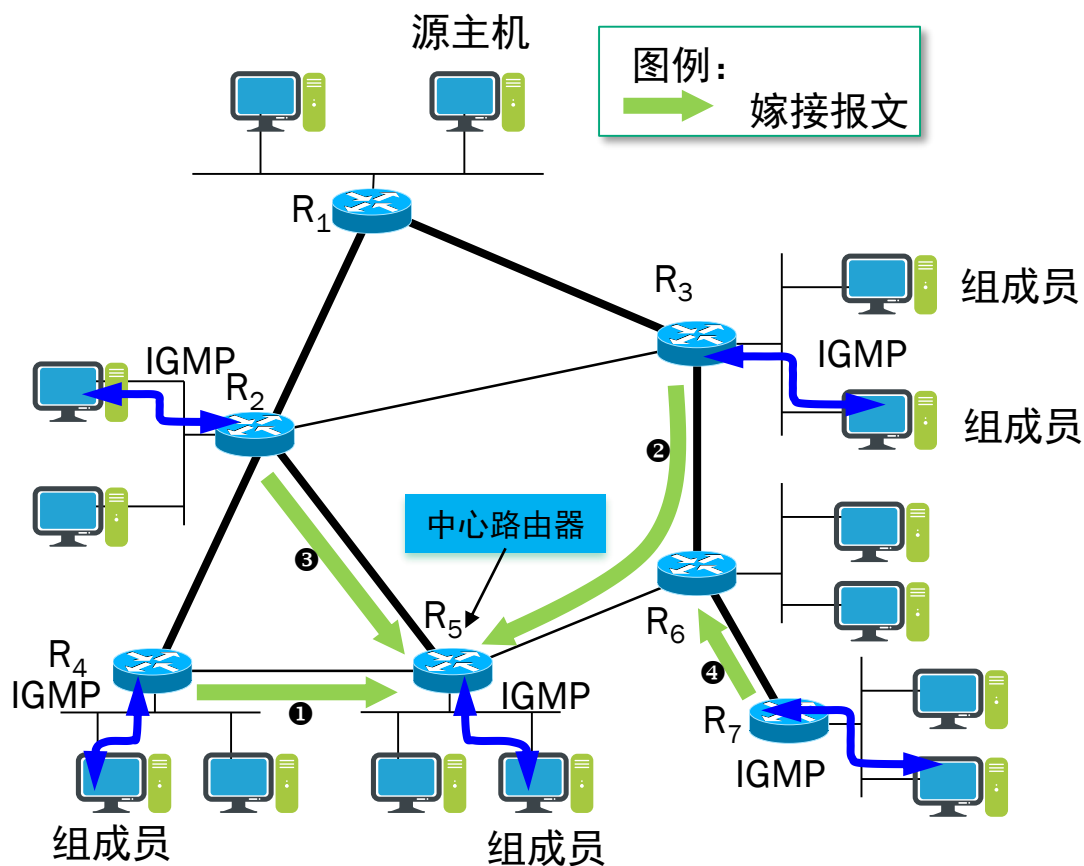 源主机
图例：
嫁接报文
R1
R3
组成员
IGMP
IGMP
R2
组成员
❷
中心路由器
❸
R5
R6
R4
IGMP
IGMP
❹
❶
R7
IGMP
组成员
组成员